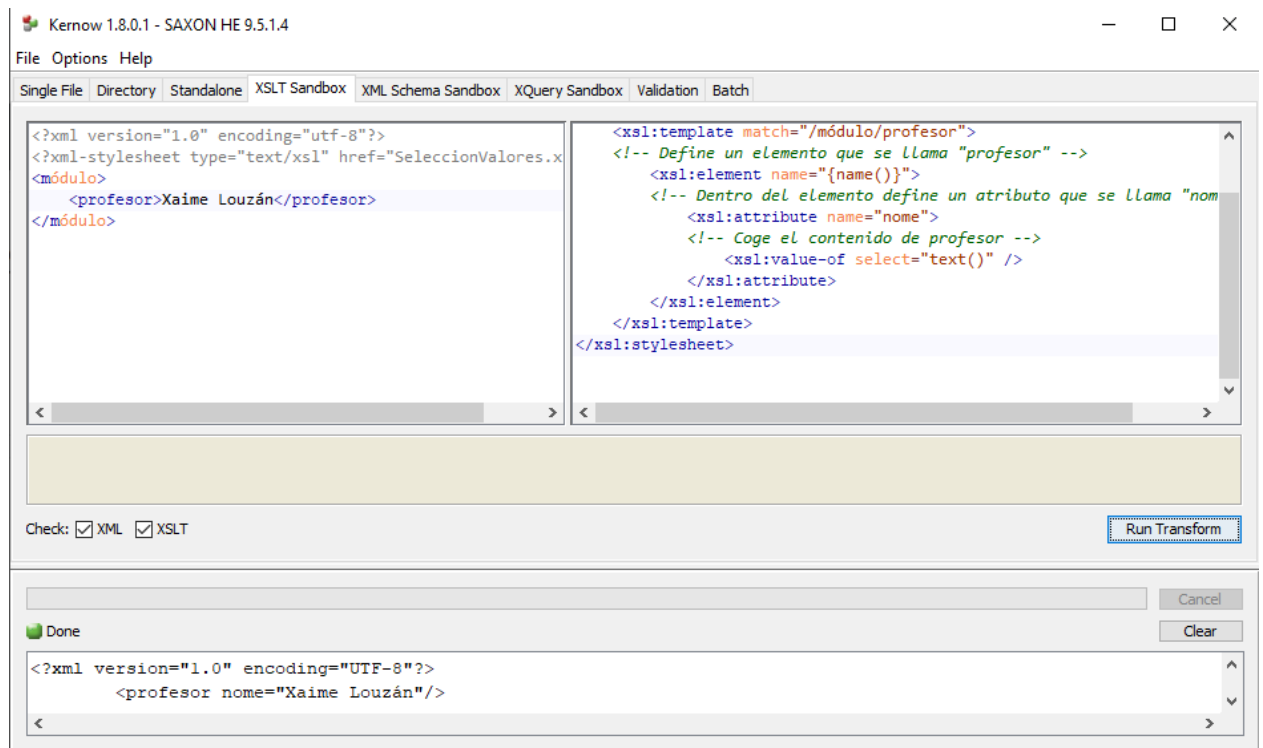 Kernow 1.8.0.1 - SAXON HE 9.5.1.4
File Options Help
Single File Directory Standalone XSLT Sandbox XML Schema Sandbox XQuery Sandbox Validation Batch
<?xml version="1.0" encoding="utf-8"?>
<?xml-stylesheet type="text/xsl" href="SeleccionValores.x
<módulo>
    <profesor>Xaime Louzán</profesor>
</módulo>
    <xsl:template match="/módulo/profesor">
    <!-- Define un elemento que se llama "profesor" -->
        <xsl:element name="{name()}">
        <!-- Dentro del elemento define un atributo que se llama "nom
            <xsl:attribute name="nome">
            <!-- Coge el contenido de profesor -->
                <xsl:value-of select="text()" />
            </xsl:attribute>
        </xsl:element>
    </xsl:template>
</xsl:stylesheet>
Check: XML XSLT
Run Transform
Cancel
Done
Clear
<?xml version="1.0" encoding="UTF-8"?>
        <profesor nome="Xaime Louzán"/>